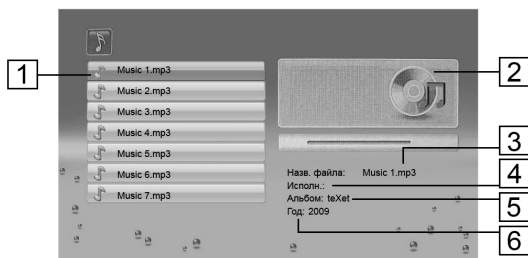 1
Music 1.mp3
Music 2.mp3
Music 3.mp3
Music 4.mp3
Music 5.mp3
Music 6.mp3
Music 7.mp3
2
3
Назв. файла: Music 1.mp3
4
Исполн.:
Альбом: teXet
5
Год: 2009
6